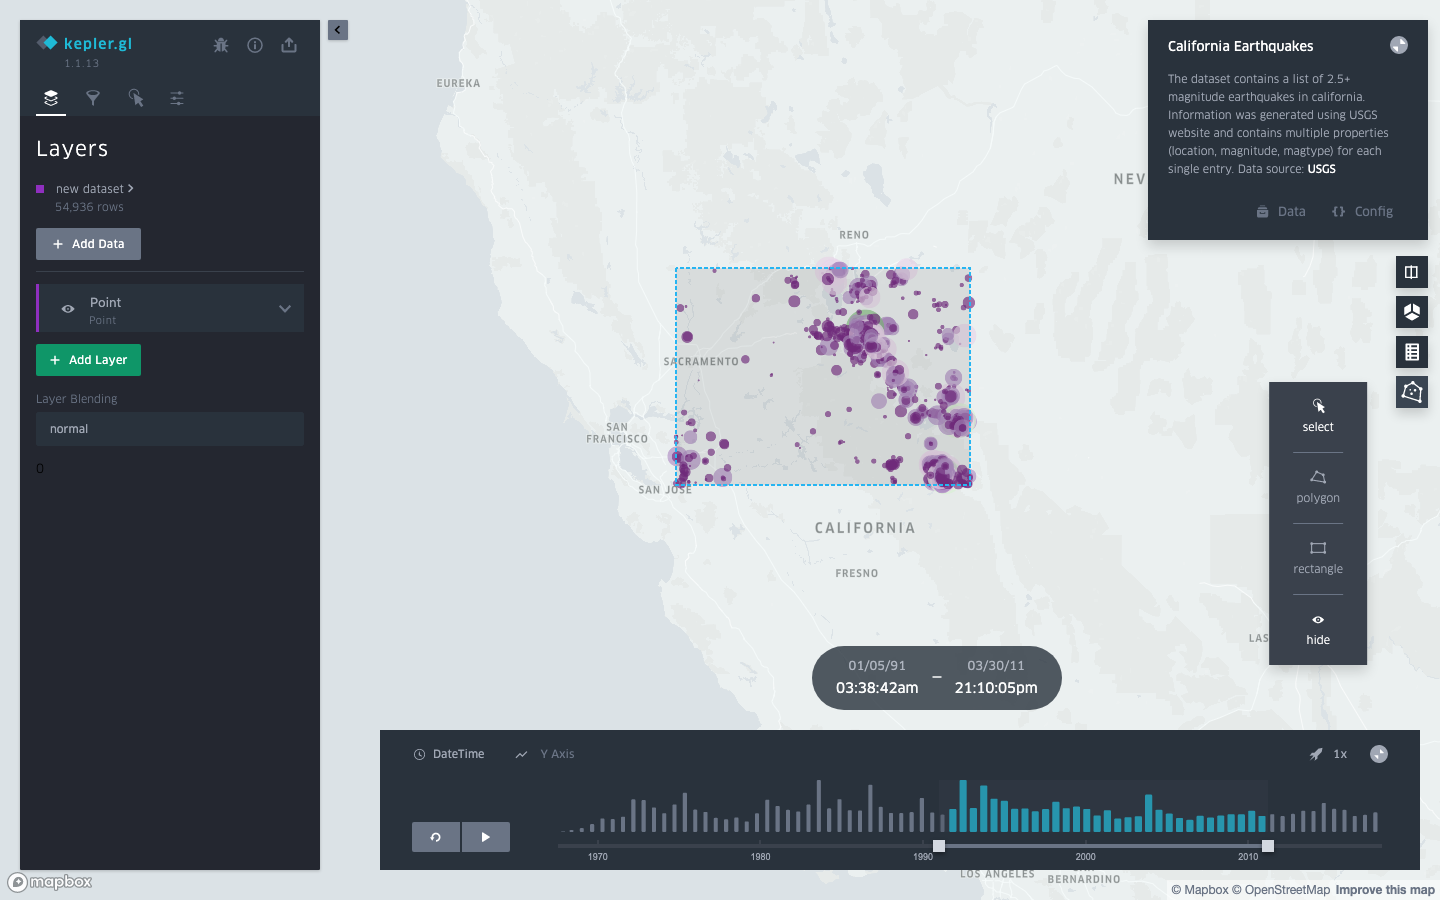 kepler.gl
1.1.13
Layers
new dataset
54,936 rows
+ Add Data
Point
Point
+ Add Layer
Layer Blending
normal
0
EUREKA
RENO
NEV
SACRAMENTO
SAN
FRANCISCO
SAN JOSE
CALIFORNIA
FRESNO
LAS
LOS ANGELES
BERNARDINO
California Earthquakes
The dataset contains a list of 2.5+
magnitude earthquakes in california.
Information was generated using USGS
website and contains multiple properties
(location, magnitude, magtype) for each
single entry. Data source: USGS
Data
Config
select
polygon
rectangle
hide
01/05/91
03:38:42am
–
03/30/11
21:10:05pm
DateTime
Y Axis
1x
1970
1980
1990
2000
2010
mapbox
© Mapbox © OpenStreetMap Improve this map